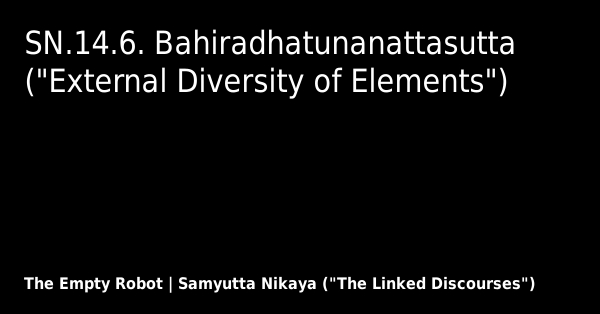 SN.14.6. Bahiradhatunanattasutta
("External Diversity of Elements")
The Empty Robot | Samyutta Nikaya ("The Linked Discourses")